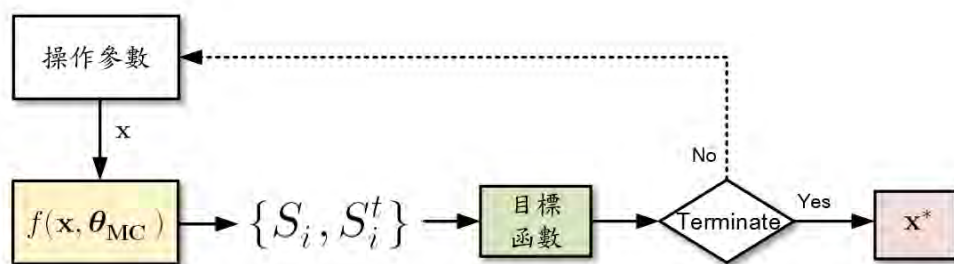 操作參數
x
No
f(x, θ_MC)
{S_i, S_i^t}
目標
函數
Terminate
Yes
x*